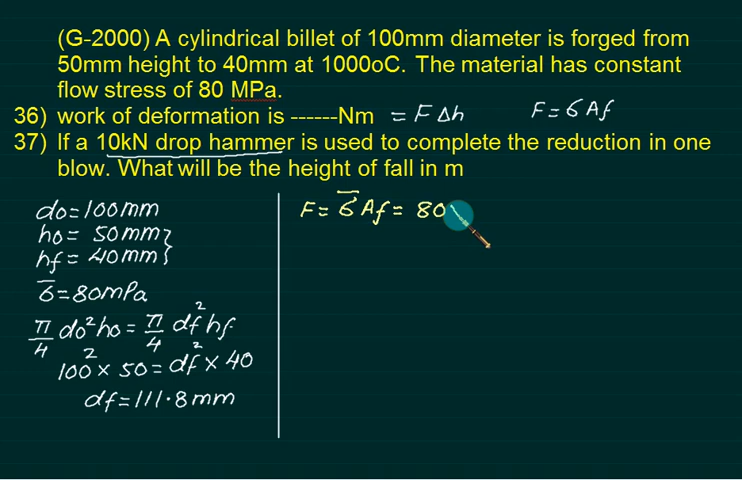 (G-2000) A cylindrical billet of 100mm diameter is forged from
50mm height to 40mm at 1000oC. The material has constant
flow stress of 80 MPa.
36) work of deformation is ------Nm = F Δh F = σ Af
37) If a 10kN drop hammer is used to complete the reduction in one
blow. What will be the height of fall in m
do = 100mm
ho = 50mm }
hf = 40mm }
σ̅ = 80mPa
π/4 do² ho = π/4 df² hf
100² × 50 = df² × 40
df = 111.8mm
F = σ̅ Af = 80